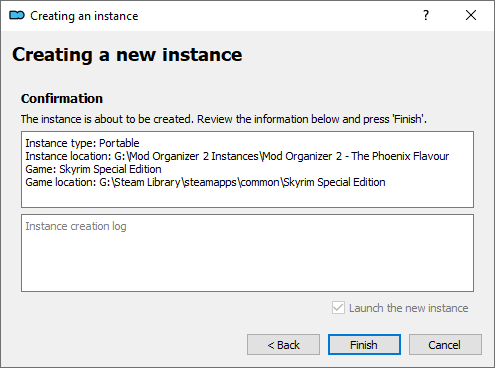 Creating an instance
?
Creating a new instance
Confirmation
The instance is about to be created. Review the information below and press 'Finish'.
Instance type: Portable
Instance location: G:\Mod Organizer 2 Instances\Mod Organizer 2 - The Phoenix Flavour
Game: Skyrim Special Edition
Game location: G:\Steam Library\steamapps\common\Skyrim Special Edition
Instance creation log
Launch the new instance
< Back Finish Cancel